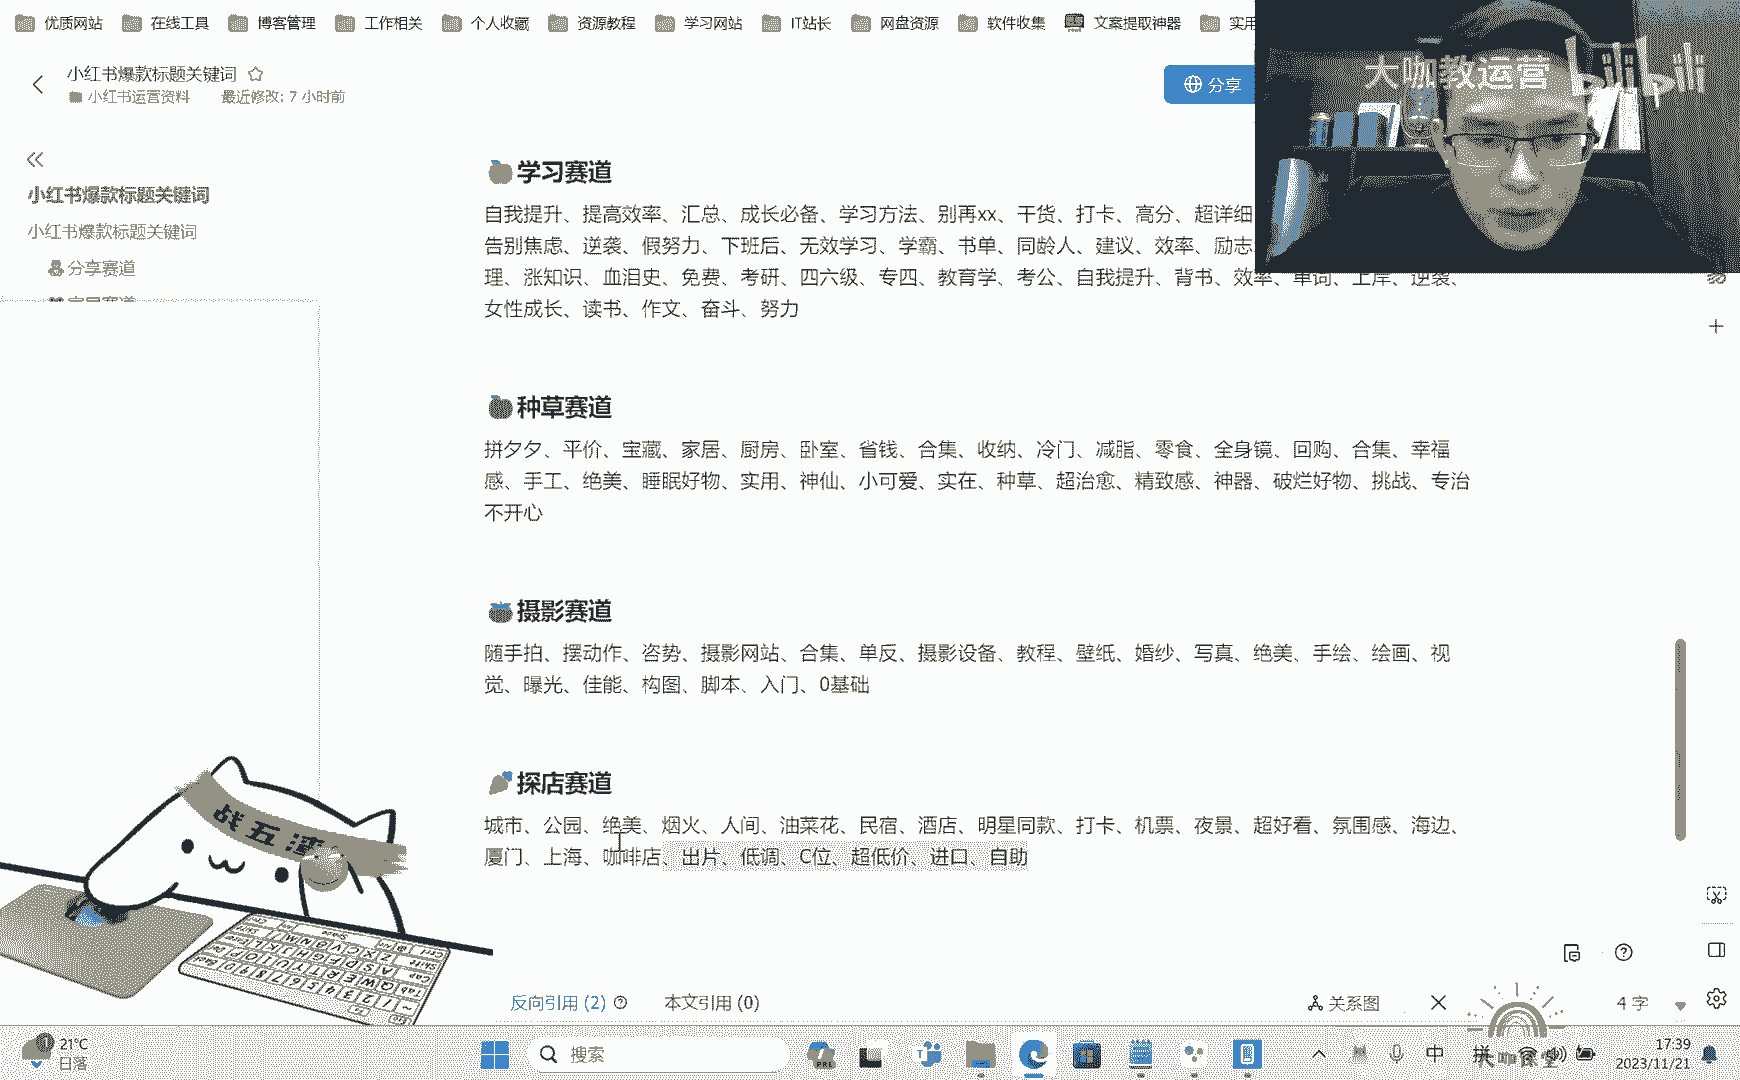 优质网站 在线工具 博客管理 工作相关 个人收藏 资源教程 学习网站 IT站长 网盘资源 软件收集 文案提取神器 实用
大咖教运营 bilibili
小红书爆款标题关键词
小红书运营资料 最近修改: 7 小时前
分享
小红书爆款标题关键词
小红书爆款标题关键词
分享赛道
学习赛道
自我提升、提高效率、汇总、成长必备、学习方法、别再xx、干货、打卡、高分、超详细
告别焦虑、逆袭、假努力、下班后、无效学习、学霸、书单、同龄人、建议、效率、励志
理、涨知识、血泪史、免费、考研、四六级、专四、教育学、考公、自我提升、背书、效率、单词、上岸、逆袭、
女性成长、读书、作文、奋斗、努力
种草赛道
拼夕夕、平价、宝藏、家居、厨房、卧室、省钱、合集、收纳、冷门、减脂、零食、全身镜、回购、合集、幸福
感、手工、绝美、睡眠好物、实用、神仙、小可爱、实在、种草、超治愈、精致感、神器、破烂好物、挑战、专治
不开心
摄影赛道
随手拍、摆动作、咨势、摄影网站、合集、单反、摄影设备、教程、壁纸、婚纱、写真、绝美、手绘、绘画、视
觉、曝光、佳能、构图、脚本、入门、0基础
探店赛道
城市、公园、绝美、烟火、人间、油菜花、民宿、酒店、明星同款、打卡、机票、夜景、超好看、氛围感、海边、
厦门、上海、咖啡店、出片、低调、C位、超低价、进口、自助
战五渣
反向引用 (2) 本文引用 (0) 关系图 4 字
21°C
日落
搜索
中 拼
17:39
2023/11/21